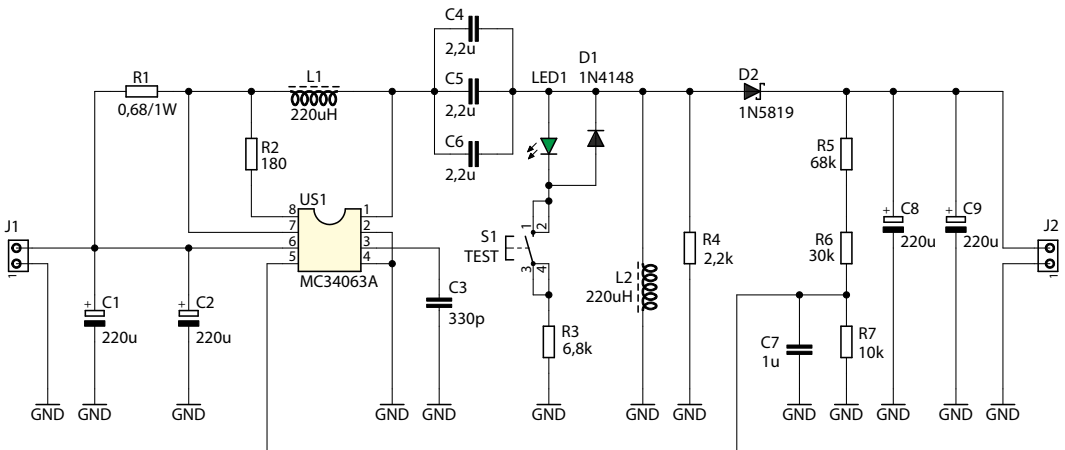 C4
2,2u
C5
2,2u
C6
2,2u
R1
0,68/1W
L1
220uH
LED1
D1
1N4148
D2
1N5819
R2
180
R5
68k
US1
8
7
6
5
1
2
3
4
MC34063A
J1
1
C1
220u
C2
220u
C3
330p
S1
TEST
1
2
3
4
R3
6,8k
L2
220uH
R4
2,2k
R6
30k
C8
220u
C9
220u
J2
1
C7
1u
R7
10k
GND
GND
GND
GND
GND
GND
GND
GND
GND
GND
GND
GND
GND